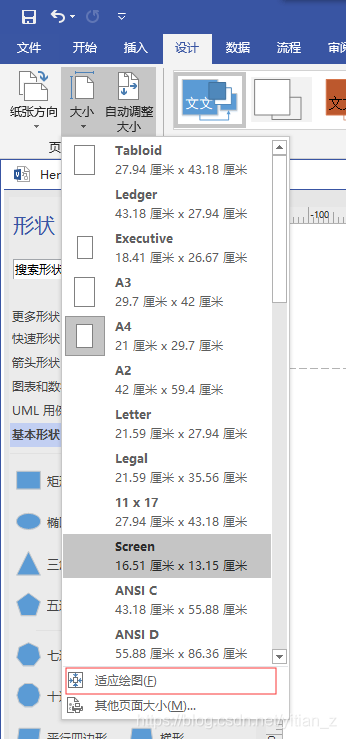 文件 开始 插入 设计 数据 流程 审阅
纸张方向 大小 自动调整
大小
文文 文
页
Her
形状
搜索形状
-100
更多形状
快速形状
箭头形状
图表和数
UML 用例
基本形状
矩
椭
三
五
七
十
平行四边形 梯形
Tabloid
27.94 厘米 x 43.18 厘米
Ledger
43.18 厘米 x 27.94 厘米
Executive
18.41 厘米 x 26.67 厘米
A3
29.7 厘米 x 42 厘米
A4
21 厘米 x 29.7 厘米
A2
42 厘米 x 59.4 厘米
Letter
21.59 厘米 x 27.94 厘米
Legal
21.59 厘米 x 35.56 厘米
11 x 17
27.94 厘米 x 43.18 厘米
Screen
16.51 厘米 x 13.15 厘米
ANSI C
43.18 厘米 x 55.88 厘米
ANSI D
55.88 厘米 x 86.36 厘米
适应绘图(F)
其他页面大小(M)...
https://blog.csdn.net/yitian_z